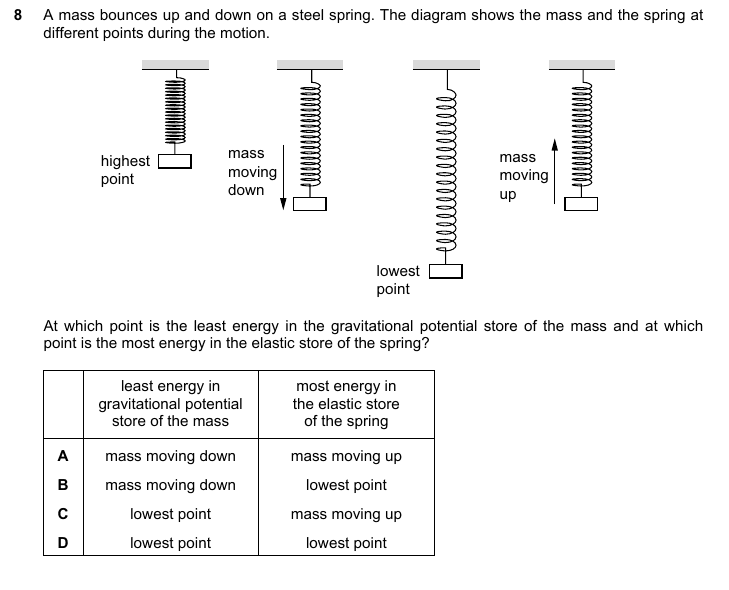 8 A mass bounces up and down on a steel spring. The diagram shows the mass and the spring at
different points during the motion.
highest
point
mass
moving
down
lowest
point
mass
moving
up
At which point is the least energy in the gravitational potential store of the mass and at which
point is the most energy in the elastic store of the spring?
least energy in
gravitational potential
store of the mass
most energy in
the elastic store
of the spring
A mass moving down mass moving up
B mass moving down lowest point
C lowest point mass moving up
D lowest point lowest point